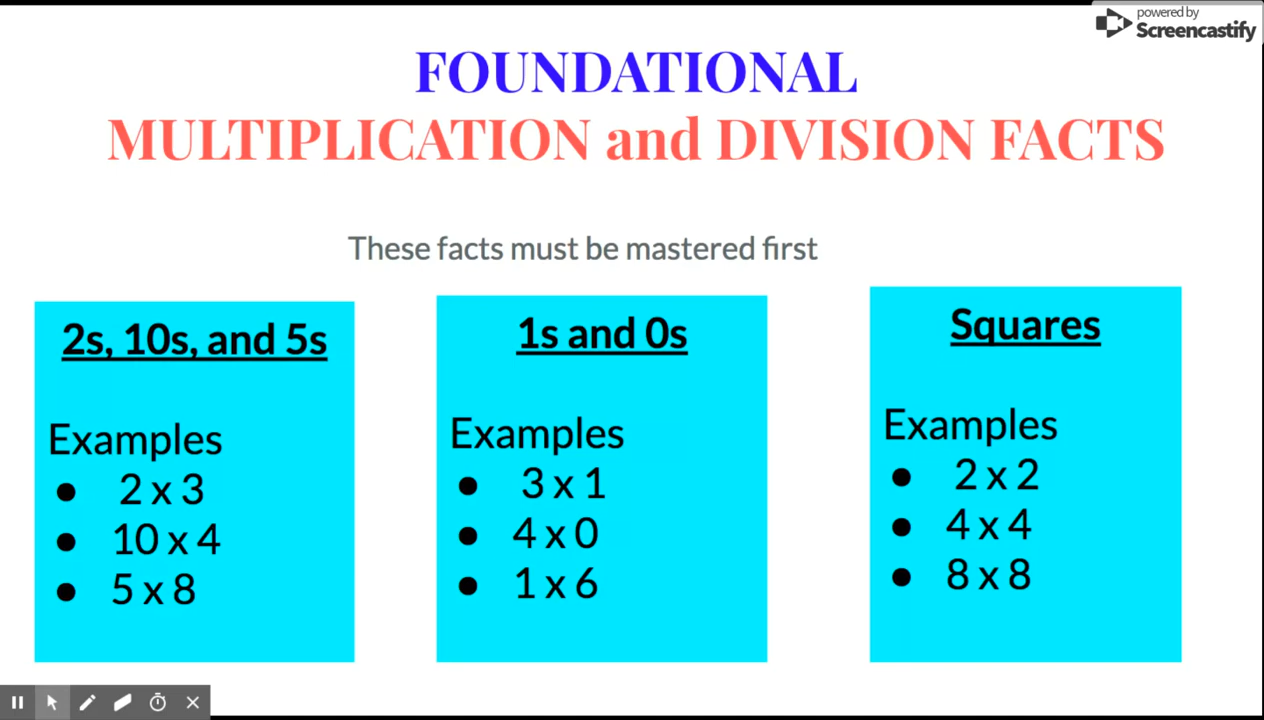 powered by
Screencastify
FOUNDATIONAL
MULTIPLICATION and DIVISION FACTS
These facts must be mastered first
2s, 10s, and 5s
Examples
● 2 x 3
● 10 x 4
● 5 x 8
1s and 0s
Examples
● 3 x 1
● 4 x 0
● 1 x 6
Squares
Examples
● 2 x 2
● 4 x 4
● 8 x 8